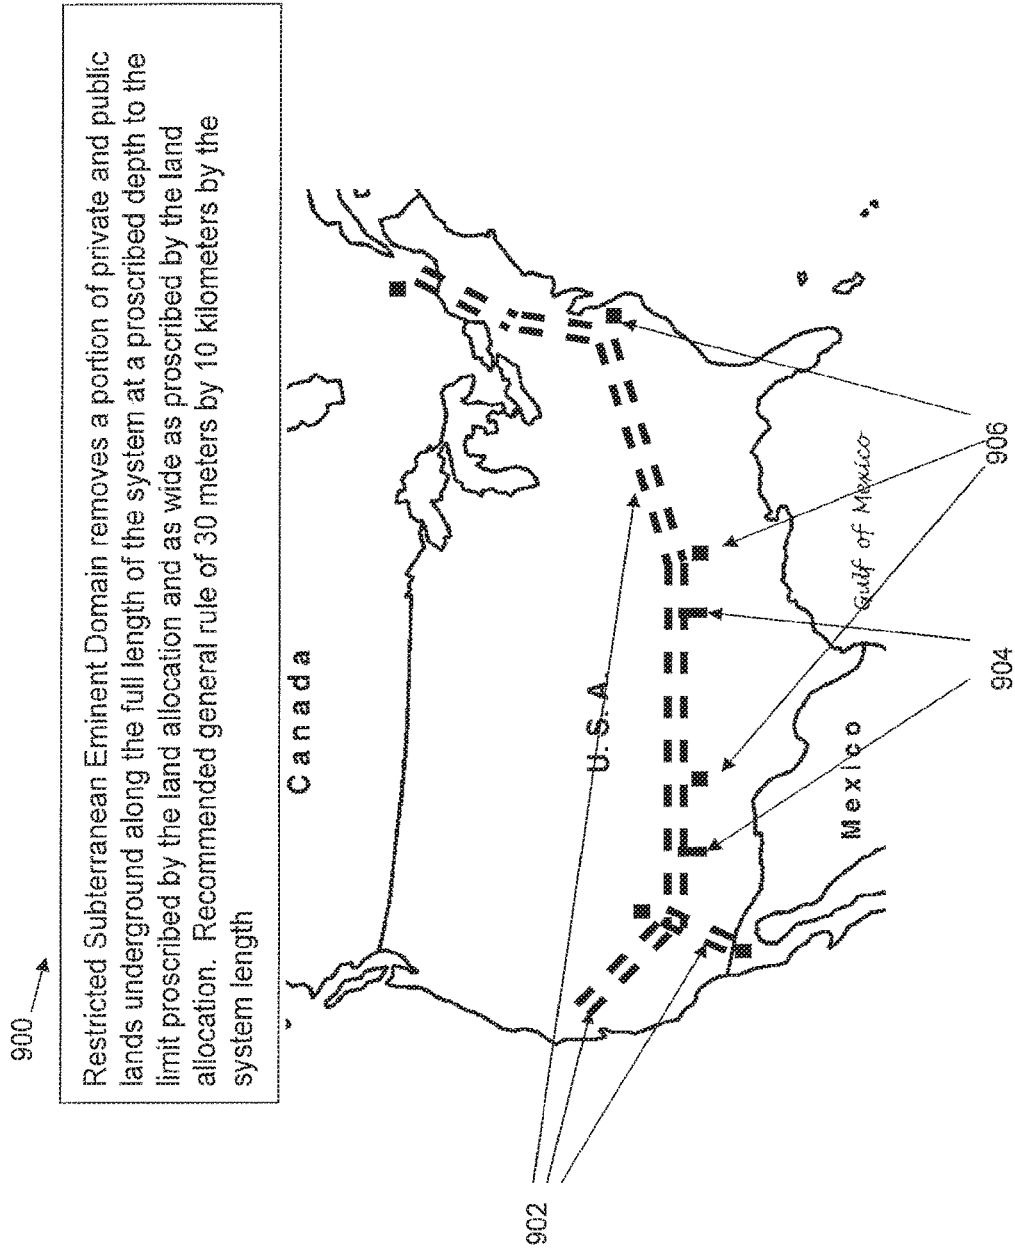 900
Restricted Subterranean Eminent Domain removes a portion of private and public
lands underground along the full length of the system at a proscribed depth to the
limit proscribed by the land allocation and as wide as proscribed by the land
allocation. Recommended general rule of 30 meters by 10 kilometers by the
system length
Canada
U.S.A.
Mexico
Gulf of Mexico
902
904
906